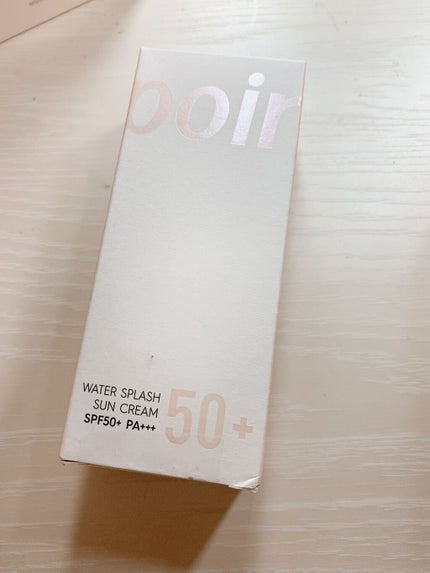 poir
WATER SPLASH
SUN CREAM
SPF50+ PA+++
50+